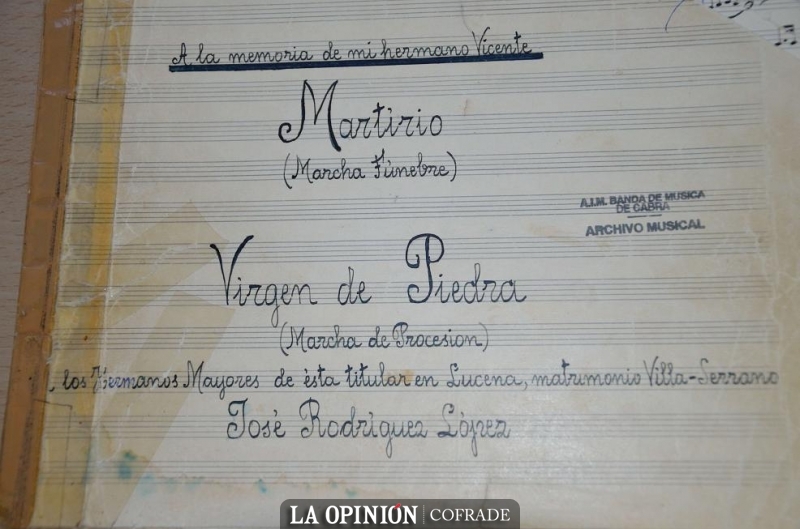 A la memoria de mi hermano Vicente
Martirio
(Marcha Fúnebre)
A.I.M. BANDA DE MUSICA
DE CABRA
ARCHIVO MUSICAL
Virgen de Piedra
(Marcha de Procesion)
los Hermanos Mayores de ésta titular en Lucena, matrimonio Villa-Serrano
José Rodríguez López
LA OPINIÓN COFRADE